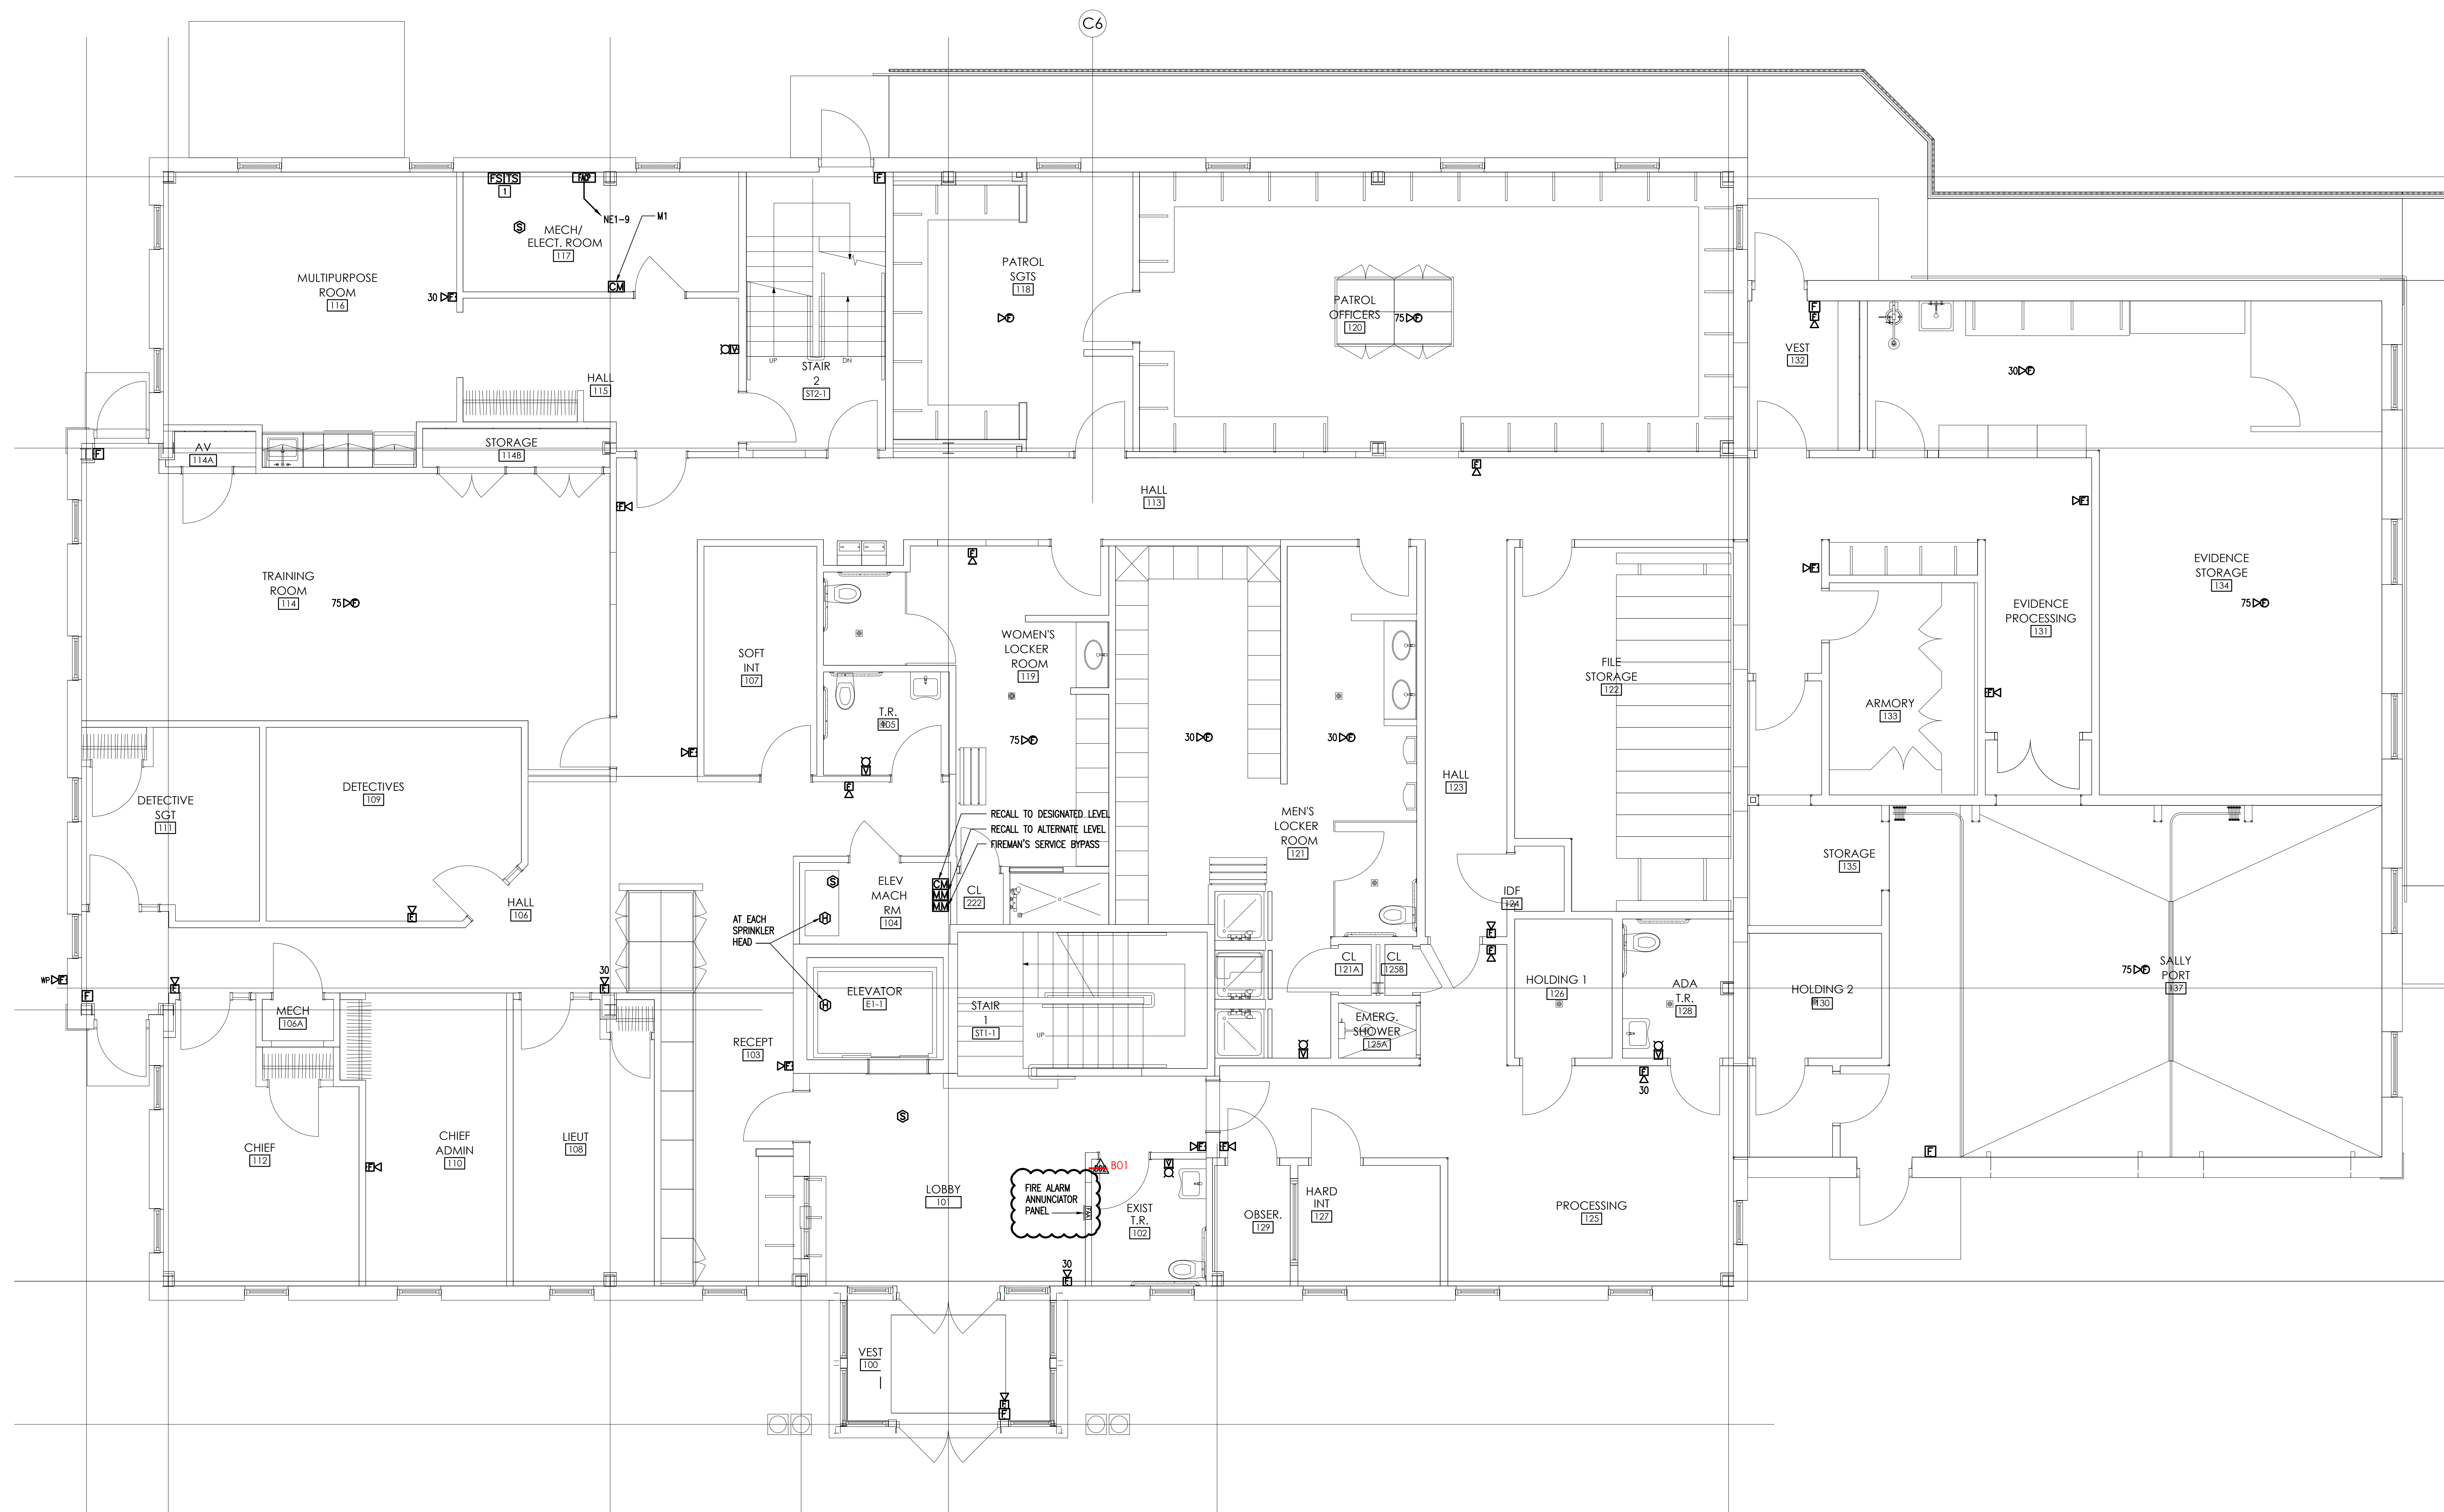 C6
FS TS
1
FACP
NE1-9
M1
S
MECH/
ELECT. ROOM
117
CM
F
MULTIPURPOSE
ROOM
116
30 F
PATROL
SGTS
118
F
PATROL
OFFICERS
120
75 F
F
F
VEST
132
30 F
V
UP
DN
STAIR
2
ST2-1
HALL
115
F
AV
114A
STORAGE
114B
F
HALL
113
F
F
F
F
TRAINING
ROOM
114
75 F
SOFT
INT
107
T.R.
105
V
F
F
WOMEN'S
LOCKER
ROOM
119
75 F
30 F
30 F
FILE
STORAGE
122
F
ARMORY
133
EVIDENCE
PROCESSING
131
EVIDENCE
STORAGE
134
75 F
DETECTIVE
SGT
111
DETECTIVES
109
F
HALL
106
HALL
123
RECALL TO DESIGNATED LEVEL
RECALL TO ALTERNATE LEVEL
FIREMAN'S SERVICE BYPASS
MEN'S
LOCKER
ROOM
121
STORAGE
135
S
ELEV
MACH
RM
104
CM
MM
MM
CL
222
IDF
124
H
AT EACH
SPRINKLER
HEAD
F
F
WP F
F
F
30
F
MECH
106A
ELEVATOR
E1-1
H
STAIR
1
ST1-1
UP
CL
121A
CL
125B
EMERG.
SHOWER
125A
V
HOLDING 1
126
ADA
T.R.
128
V
F
30
HOLDING 2
130
75 F
SALLY
PORT
137
RECEPT
103
F
S
CHIEF
112
F
CHIEF
ADMIN
110
LIEUT
108
F
F
V
B01
F
LOBBY
101
FIRE ALARM
ANNUNCIATOR
PANEL
FAA
EXIST
T.R.
102
OBSER.
129
HARD
INT
127
PROCESSING
125
30
F
VEST
100
F
F